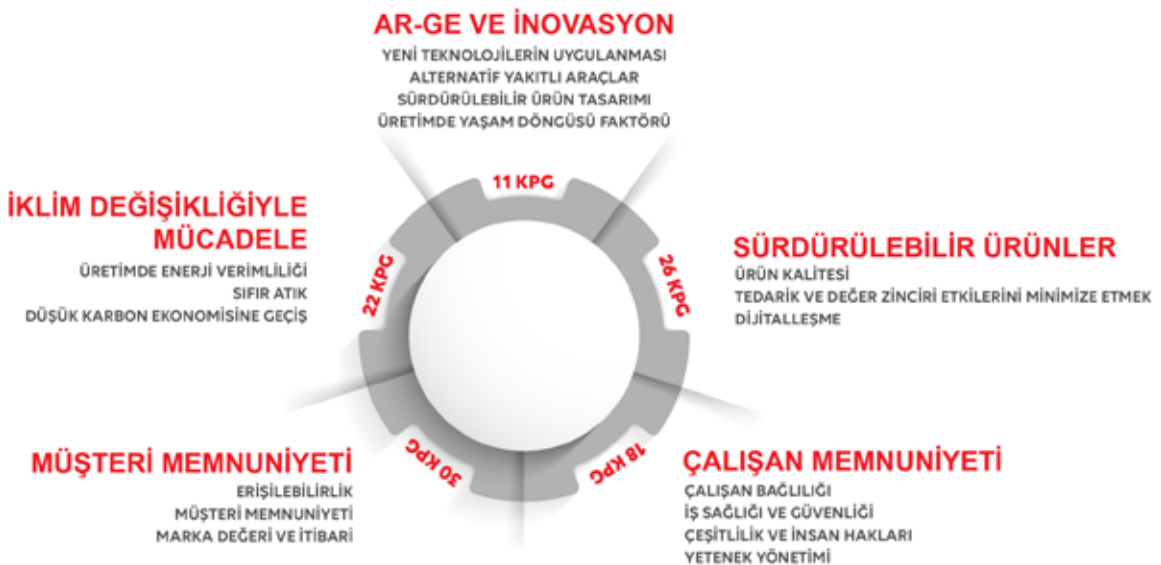 AR-GE VE İNOVASYON
YENİ TEKNOLOJİLERİN UYGULANMASI
ALTERNATİF YAKITLI ARAÇLAR
SÜRDÜRÜLEBİLİR ÜRÜN TASARIMI
ÜRETİMDE YAŞAM DÖNGÜSÜ FAKTÖRÜ
11 KPG
İKLİM DEĞİŞİKLİĞİYLE
MÜCADELE
ÜRETİMDE ENERJİ VERİMLİLİĞİ
SIFIR ATIK
DÜŞÜK KARBON EKONOMİSİNE GEÇİŞ
22 KPG
26 KPG
SÜRDÜRÜLEBİLİR ÜRÜNLER
ÜRÜN KALİTESİ
TEDARİK VE DEĞER ZİNCİRİ ETKİLERİNİ MİNİMİZE ETMEK
DİJİTALLEŞME
MÜŞTERİ MEMNUNİYETİ
ERİŞİLEBİLİRLİK
MÜŞTERİ MEMNUNİYETİ
MARKA DEĞERİ VE İTİBARİ
30 KPG
18 KPG
ÇALIŞAN MEMNUNİYETİ
ÇALIŞAN BAĞLILIĞI
İŞ SAĞLIĞI VE GÜVENLİĞİ
ÇEŞİTLİLİK VE İNSAN HAKLARI
YETENEK YÖNETİMİ